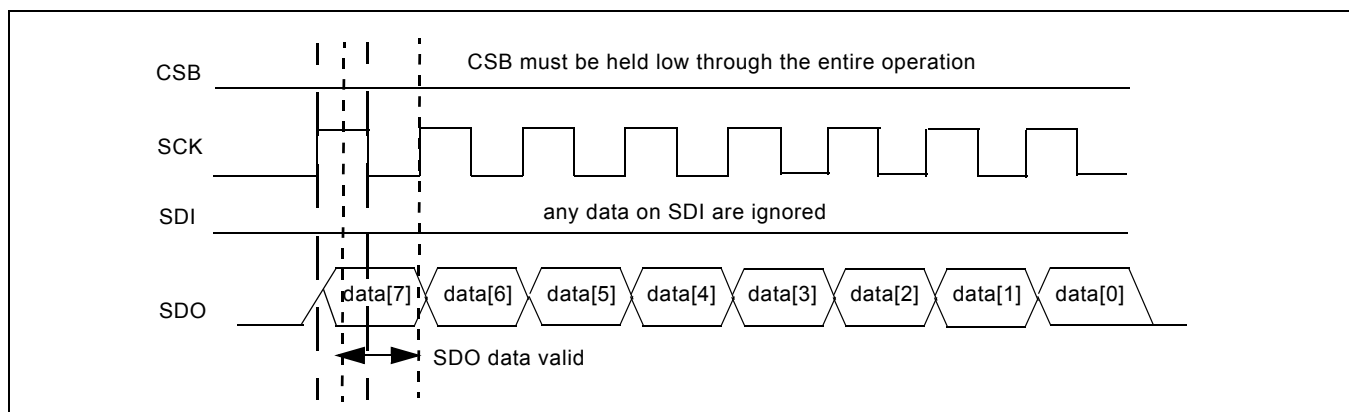 CSB must be held low through the entire operation
CSB
SCK
any data on SDI are ignored
SDI
data[7] data[6] data[5] data[4] data[3] data[2] data[1] data[0]
SDO
SDO data valid